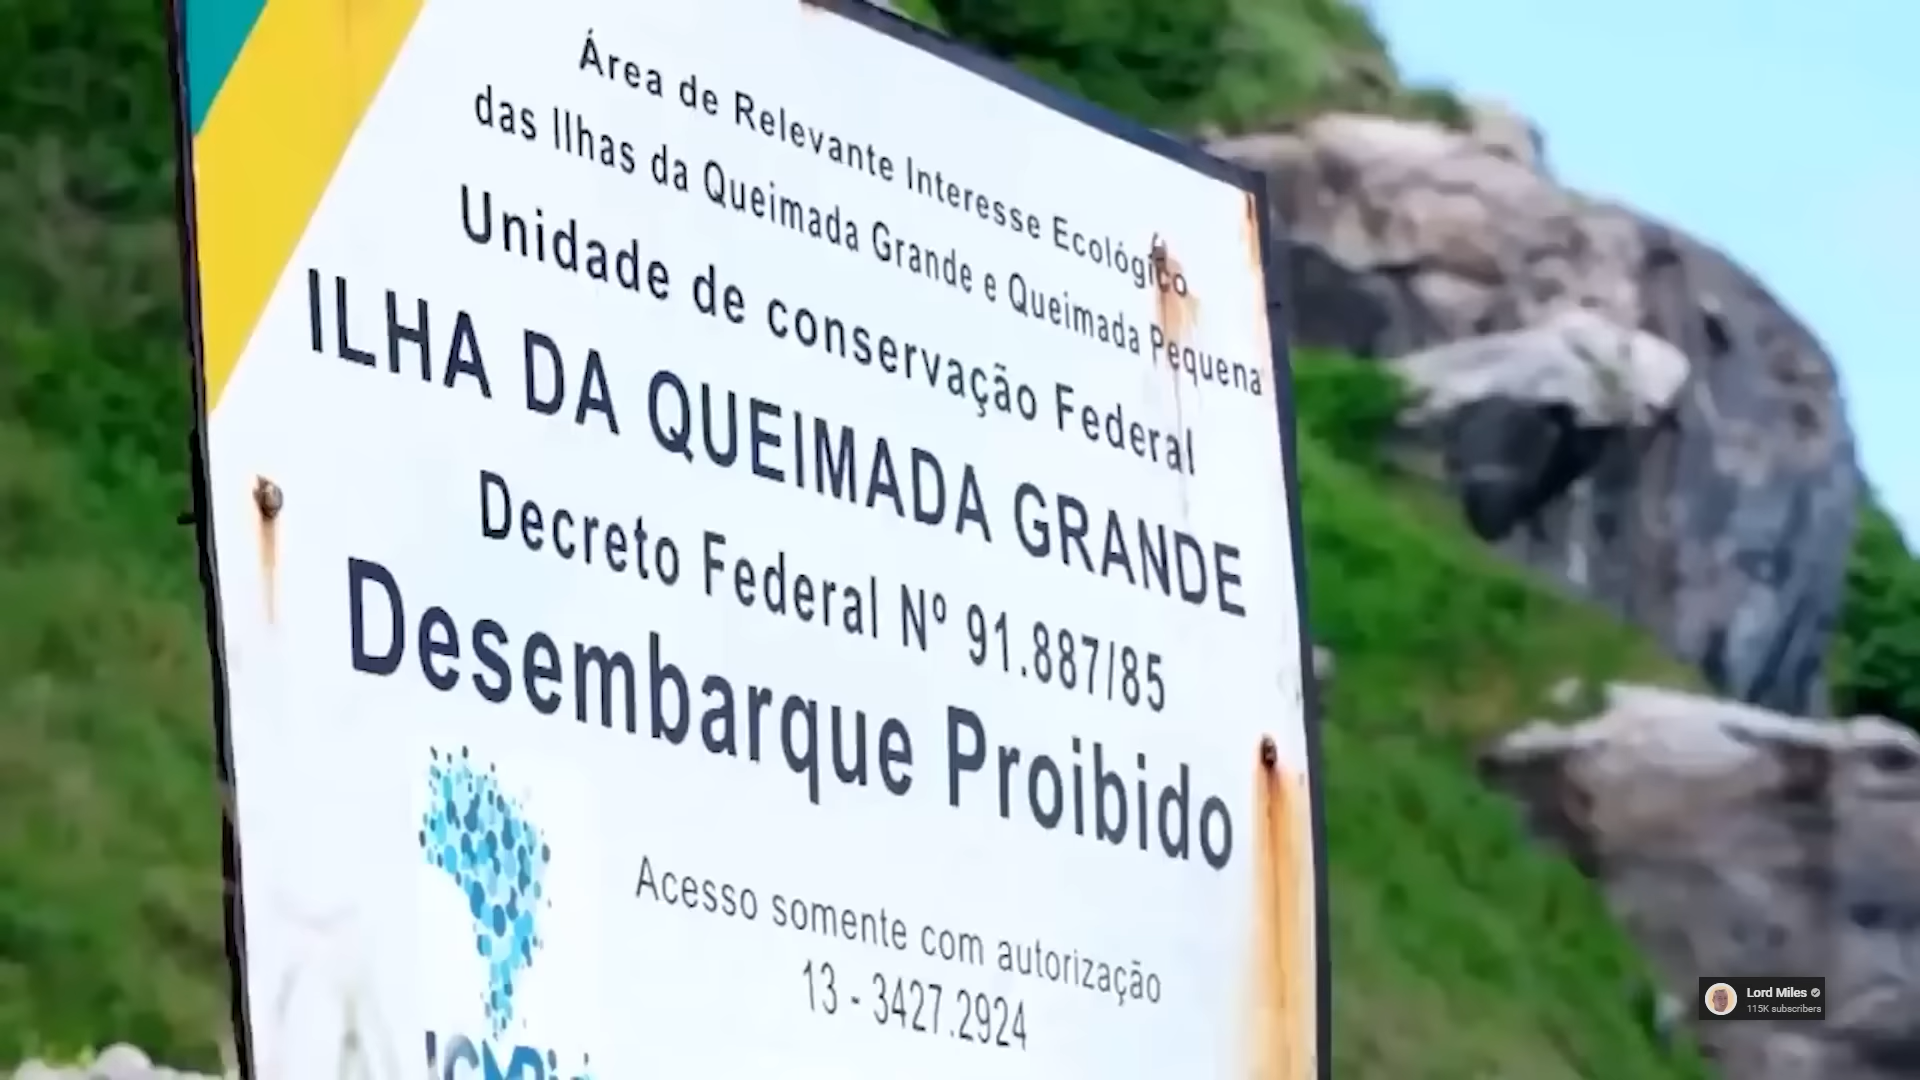 Área de Relevante Interesse Ecológico
das Ilhas da Queimada Grande e Queimada Pequena
Unidade de conservação Federal
ILHA DA QUEIMADA GRANDE
Decreto Federal Nº 91.887/85
Desembarque Proibido
Acesso somente com autorização
13 - 3427.2924
Lord Miles
115K subscribers